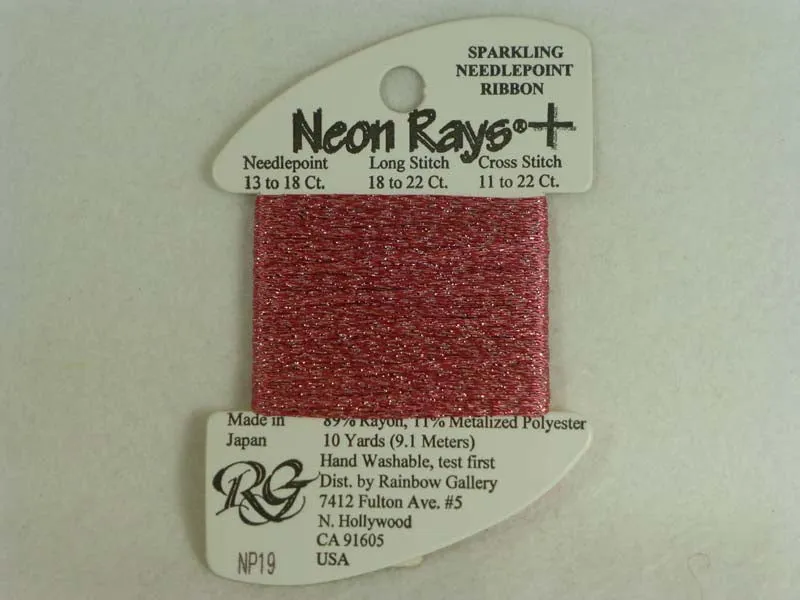 SPARKLING
NEEDLEPOINT
RIBBON
Neon Rays®+
Needlepoint Long Stitch Cross Stitch
13 to 18 Ct. 18 to 22 Ct. 11 to 22 Ct.
Made in
Japan
89% Rayon, 11% Metalized Polyester
10 Yards (9.1 Meters)
Hand Washable, test first
Dist. by Rainbow Gallery
7412 Fulton Ave. #5
N. Hollywood
CA 91605
USA
RG
NP19